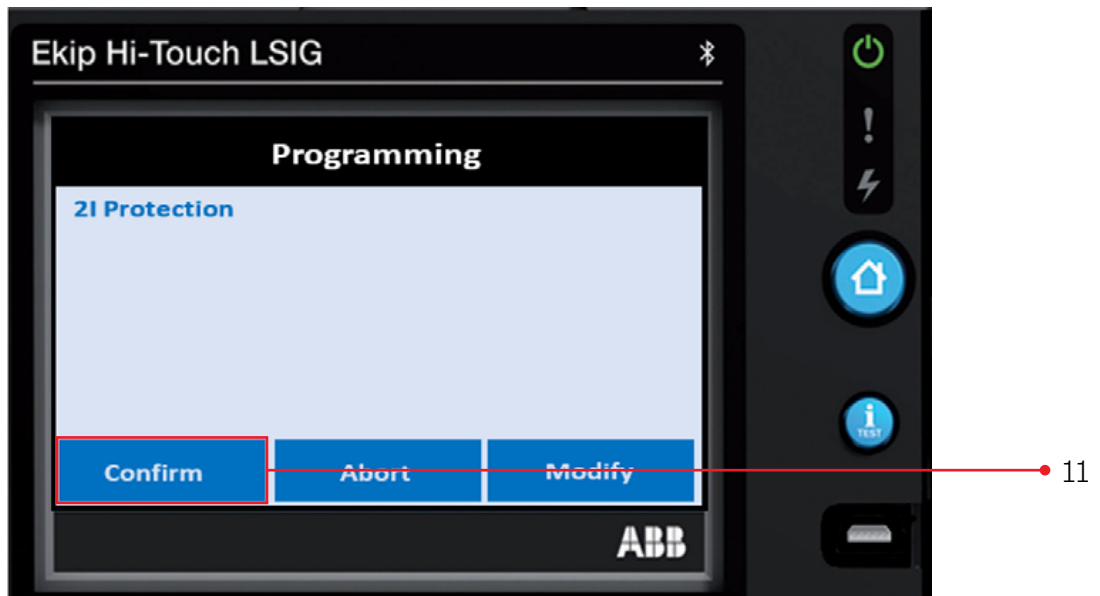 Ekip Hi-Touch LSIG
Programming
2I Protection
Confirm Abort Modify
11
TEST
ABB